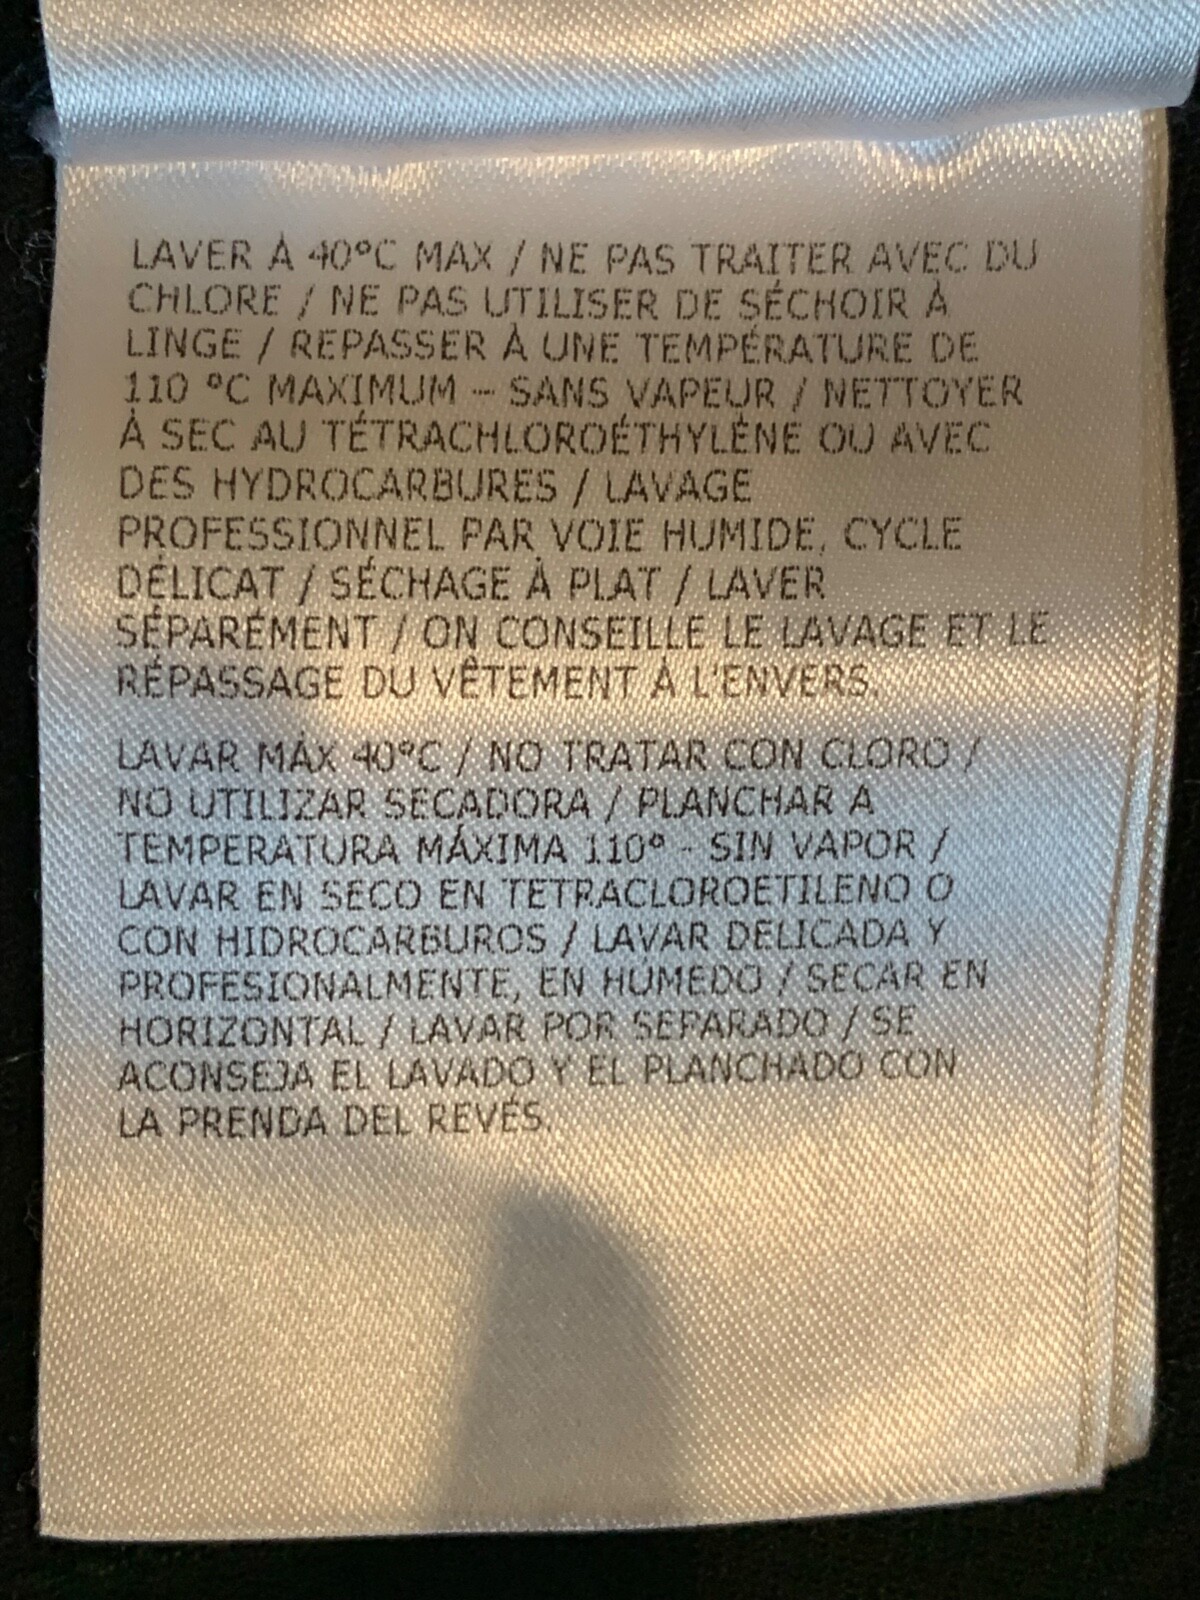 LAVER À 40°C MAX / NE PAS TRAITER AVEC DU
CHLORE / NE PAS UTILISER DE SÉCHOIR À
LINGE / REPASSER À UNE TEMPÉRATURE DE
110 °C MAXIMUM – SANS VAPEUR / NETTOYER
À SEC AU TÉTRACHLOROÉTHYLÈNE OU AVEC
DES HYDROCARBURES / LAVAGE
PROFESSIONNEL PAR VOIE HUMIDE, CYCLE
DÉLICAT / SÉCHAGE À PLAT / LAVER
SÉPARÉMENT / ON CONSEILLE LE LAVAGE ET LE
RÉPASSAGE DU VÊTEMENT À L'ENVERS.
LAVAR MÁX 40°C / NO TRATAR CON CLORO /
NO UTILIZAR SECADORA / PLANCHAR A
TEMPERATURA MÁXIMA 110° - SIN VAPOR /
LAVAR EN SECO EN TETRACLOROETILENO O
CON HIDROCARBUROS / LAVAR DELICADA Y
PROFESIONALMENTE, EN HÚMEDO / SECAR EN
HORIZONTAL / LAVAR POR SEPARADO / SE
ACONSEJA EL LAVADO Y EL PLANCHADO CON
LA PRENDA DEL REVÉS.